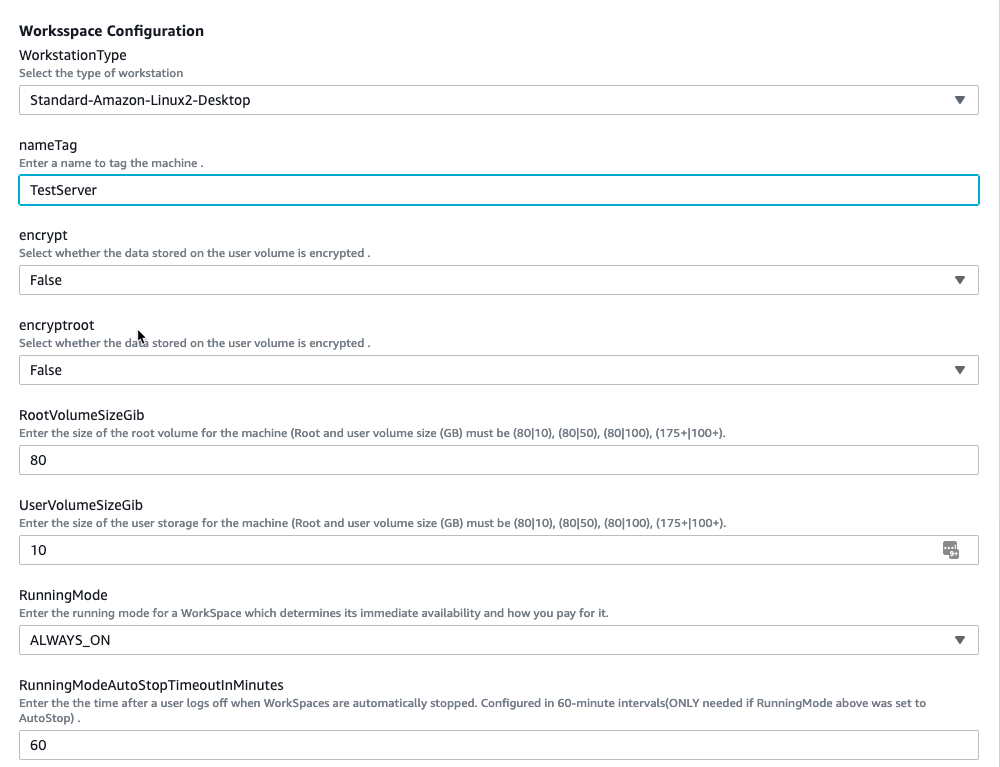 Worksspace Configuration
WorkstationType
Select the type of workstation
Standard-Amazon-Linux2-Desktop
nameTag
Enter a name to tag the machine .
TestServer
encrypt
Select whether the data stored on the user volume is encrypted .
False
encryptroot
Select whether the data stored on the user volume is encrypted .
False
RootVolumeSizeGib
Enter the size of the root volume for the machine (Root and user volume size (GB) must be (80|10), (80|50), (80|100), (175+|100+).
80
UserVolumeSizeGib
Enter the size of the user storage for the machine (Root and user volume size (GB) must be (80|10), (80|50), (80|100), (175+|100+).
10
9+
RunningMode
Enter the running mode for a WorkSpace which determines its immediate availability and how you pay for it.
ALWAYS_ON
RunningModeAutoStopTimeoutInMinutes
Enter the the time after a user logs off when WorkSpaces are automatically stopped. Configured in 60-minute intervals(ONLY needed if RunningMode above was set to
AutoStop) .
60